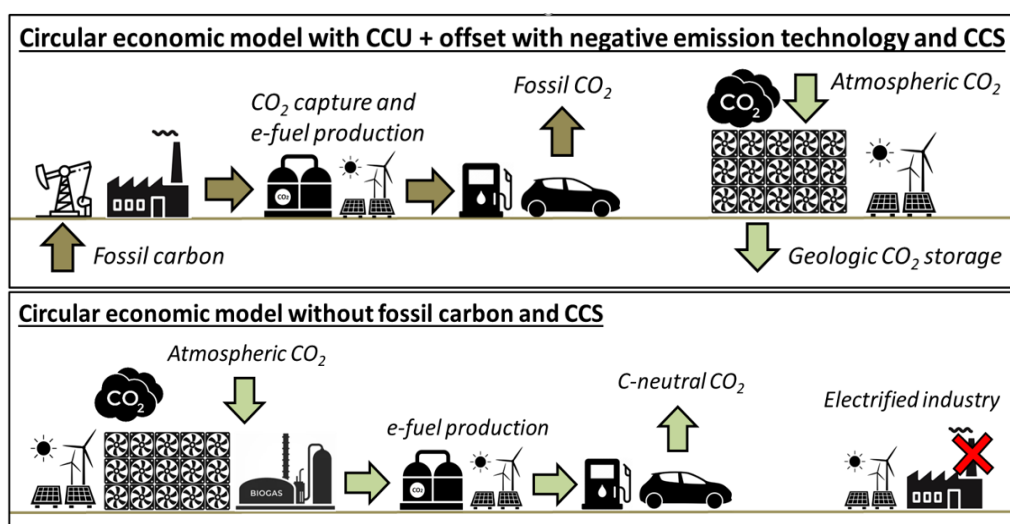 Circular economic model with CCU + offset with negative emission technology and CCS
Fossil CO₂
Atmospheric CO₂
CO₂ capture and
e-fuel production
CO₂
CO₂
Fossil carbon
Geologic CO₂ storage
Circular economic model without fossil carbon and CCS
Atmospheric CO₂
C-neutral CO₂
CO₂
Electrified industry
e-fuel production
BIOGAS
CO₂